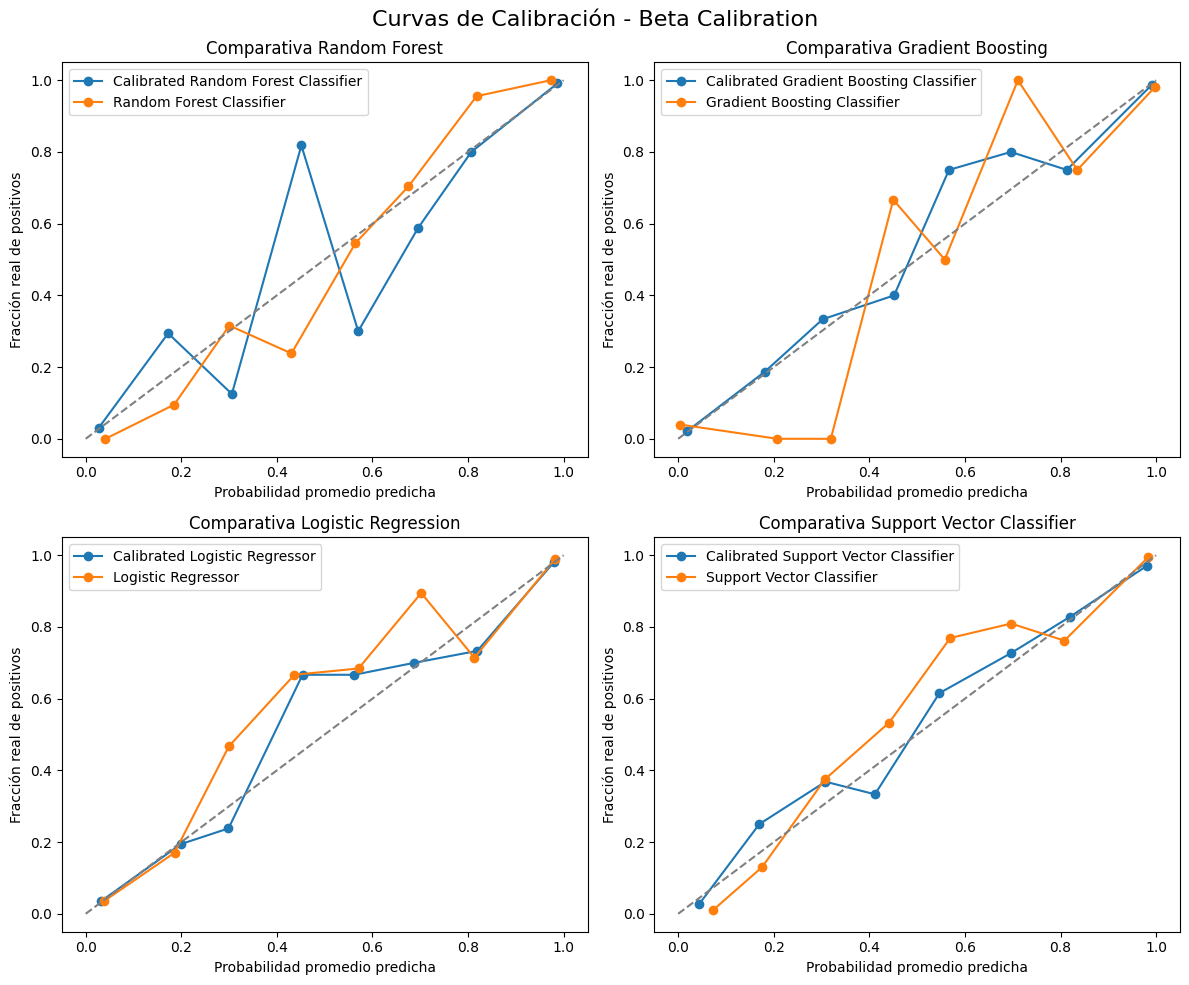 Curvas de Calibración - Beta Calibration
Comparativa Random Forest
Calibrated Random Forest Classifier
Random Forest Classifier
Fracción real de positivos
1.0
0.8
0.6
0.4
0.2
0.0
0.0 0.2 0.4 0.6 0.8 1.0
Probabilidad promedio predicha
Comparativa Gradient Boosting
Calibrated Gradient Boosting Classifier
Gradient Boosting Classifier
Fracción real de positivos
1.0
0.8
0.6
0.4
0.2
0.0
0.0 0.2 0.4 0.6 0.8 1.0
Probabilidad promedio predicha
Comparativa Logistic Regression
Calibrated Logistic Regressor
Logistic Regressor
Fracción real de positivos
1.0
0.8
0.6
0.4
0.2
0.0
0.0 0.2 0.4 0.6 0.8 1.0
Probabilidad promedio predicha
Comparativa Support Vector Classifier
Calibrated Support Vector Classifier
Support Vector Classifier
Fracción real de positivos
1.0
0.8
0.6
0.4
0.2
0.0
0.0 0.2 0.4 0.6 0.8 1.0
Probabilidad promedio predicha